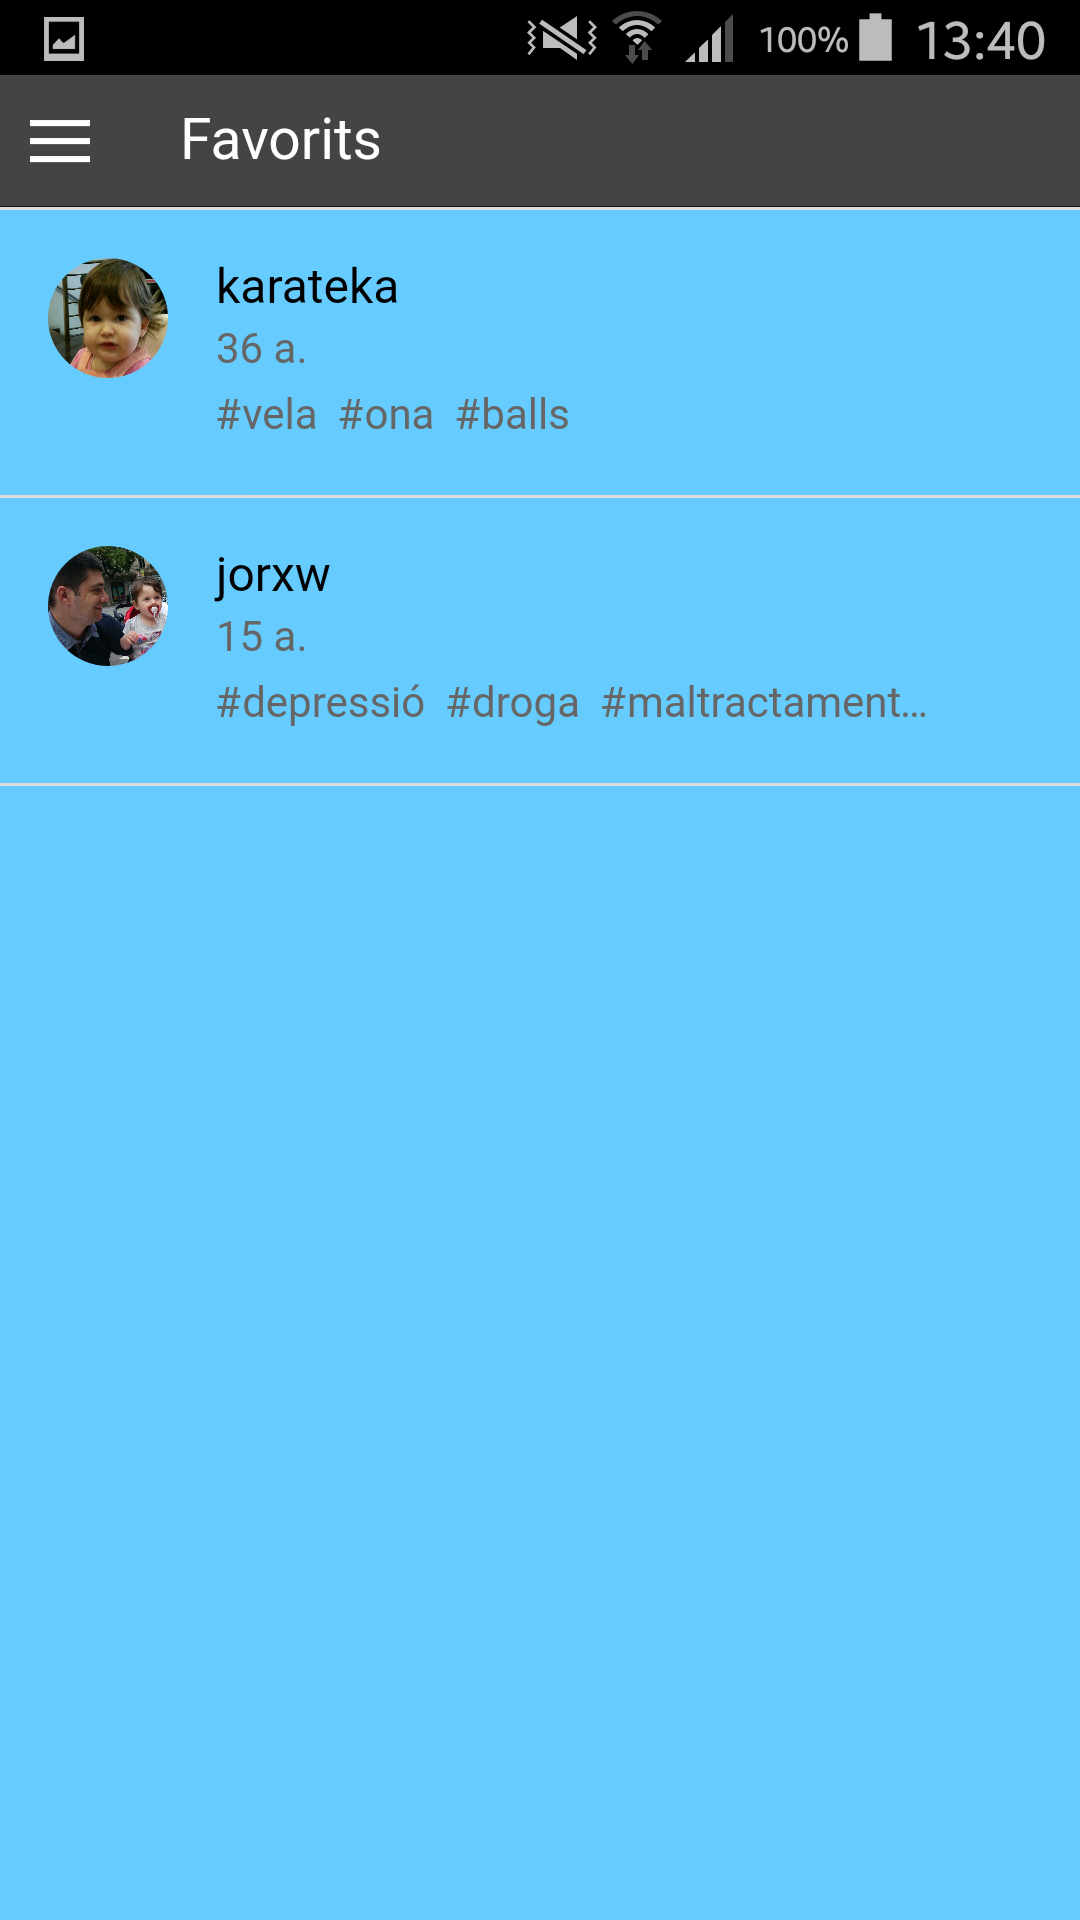 100% 13:40
Favorits
karateka
36 a.
#vela #ona #balls
jorxw
15 a.
#depressió #droga #maltractament…